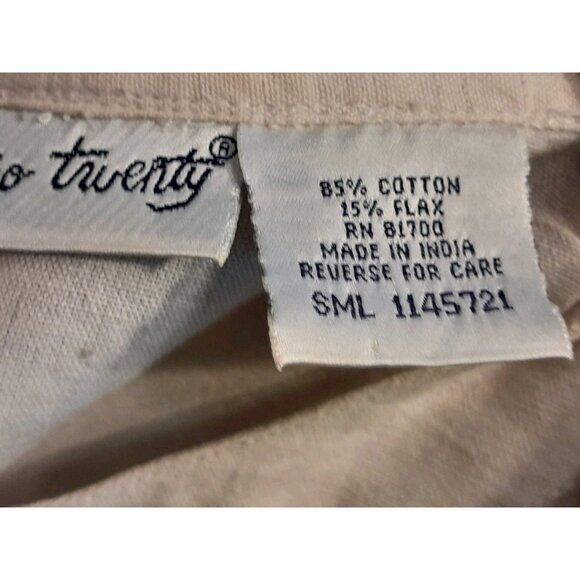 o twenty®
85% COTTON
15% FLAX
RN 81700
MADE IN INDIA
REVERSE FOR CARE
SML 1145721